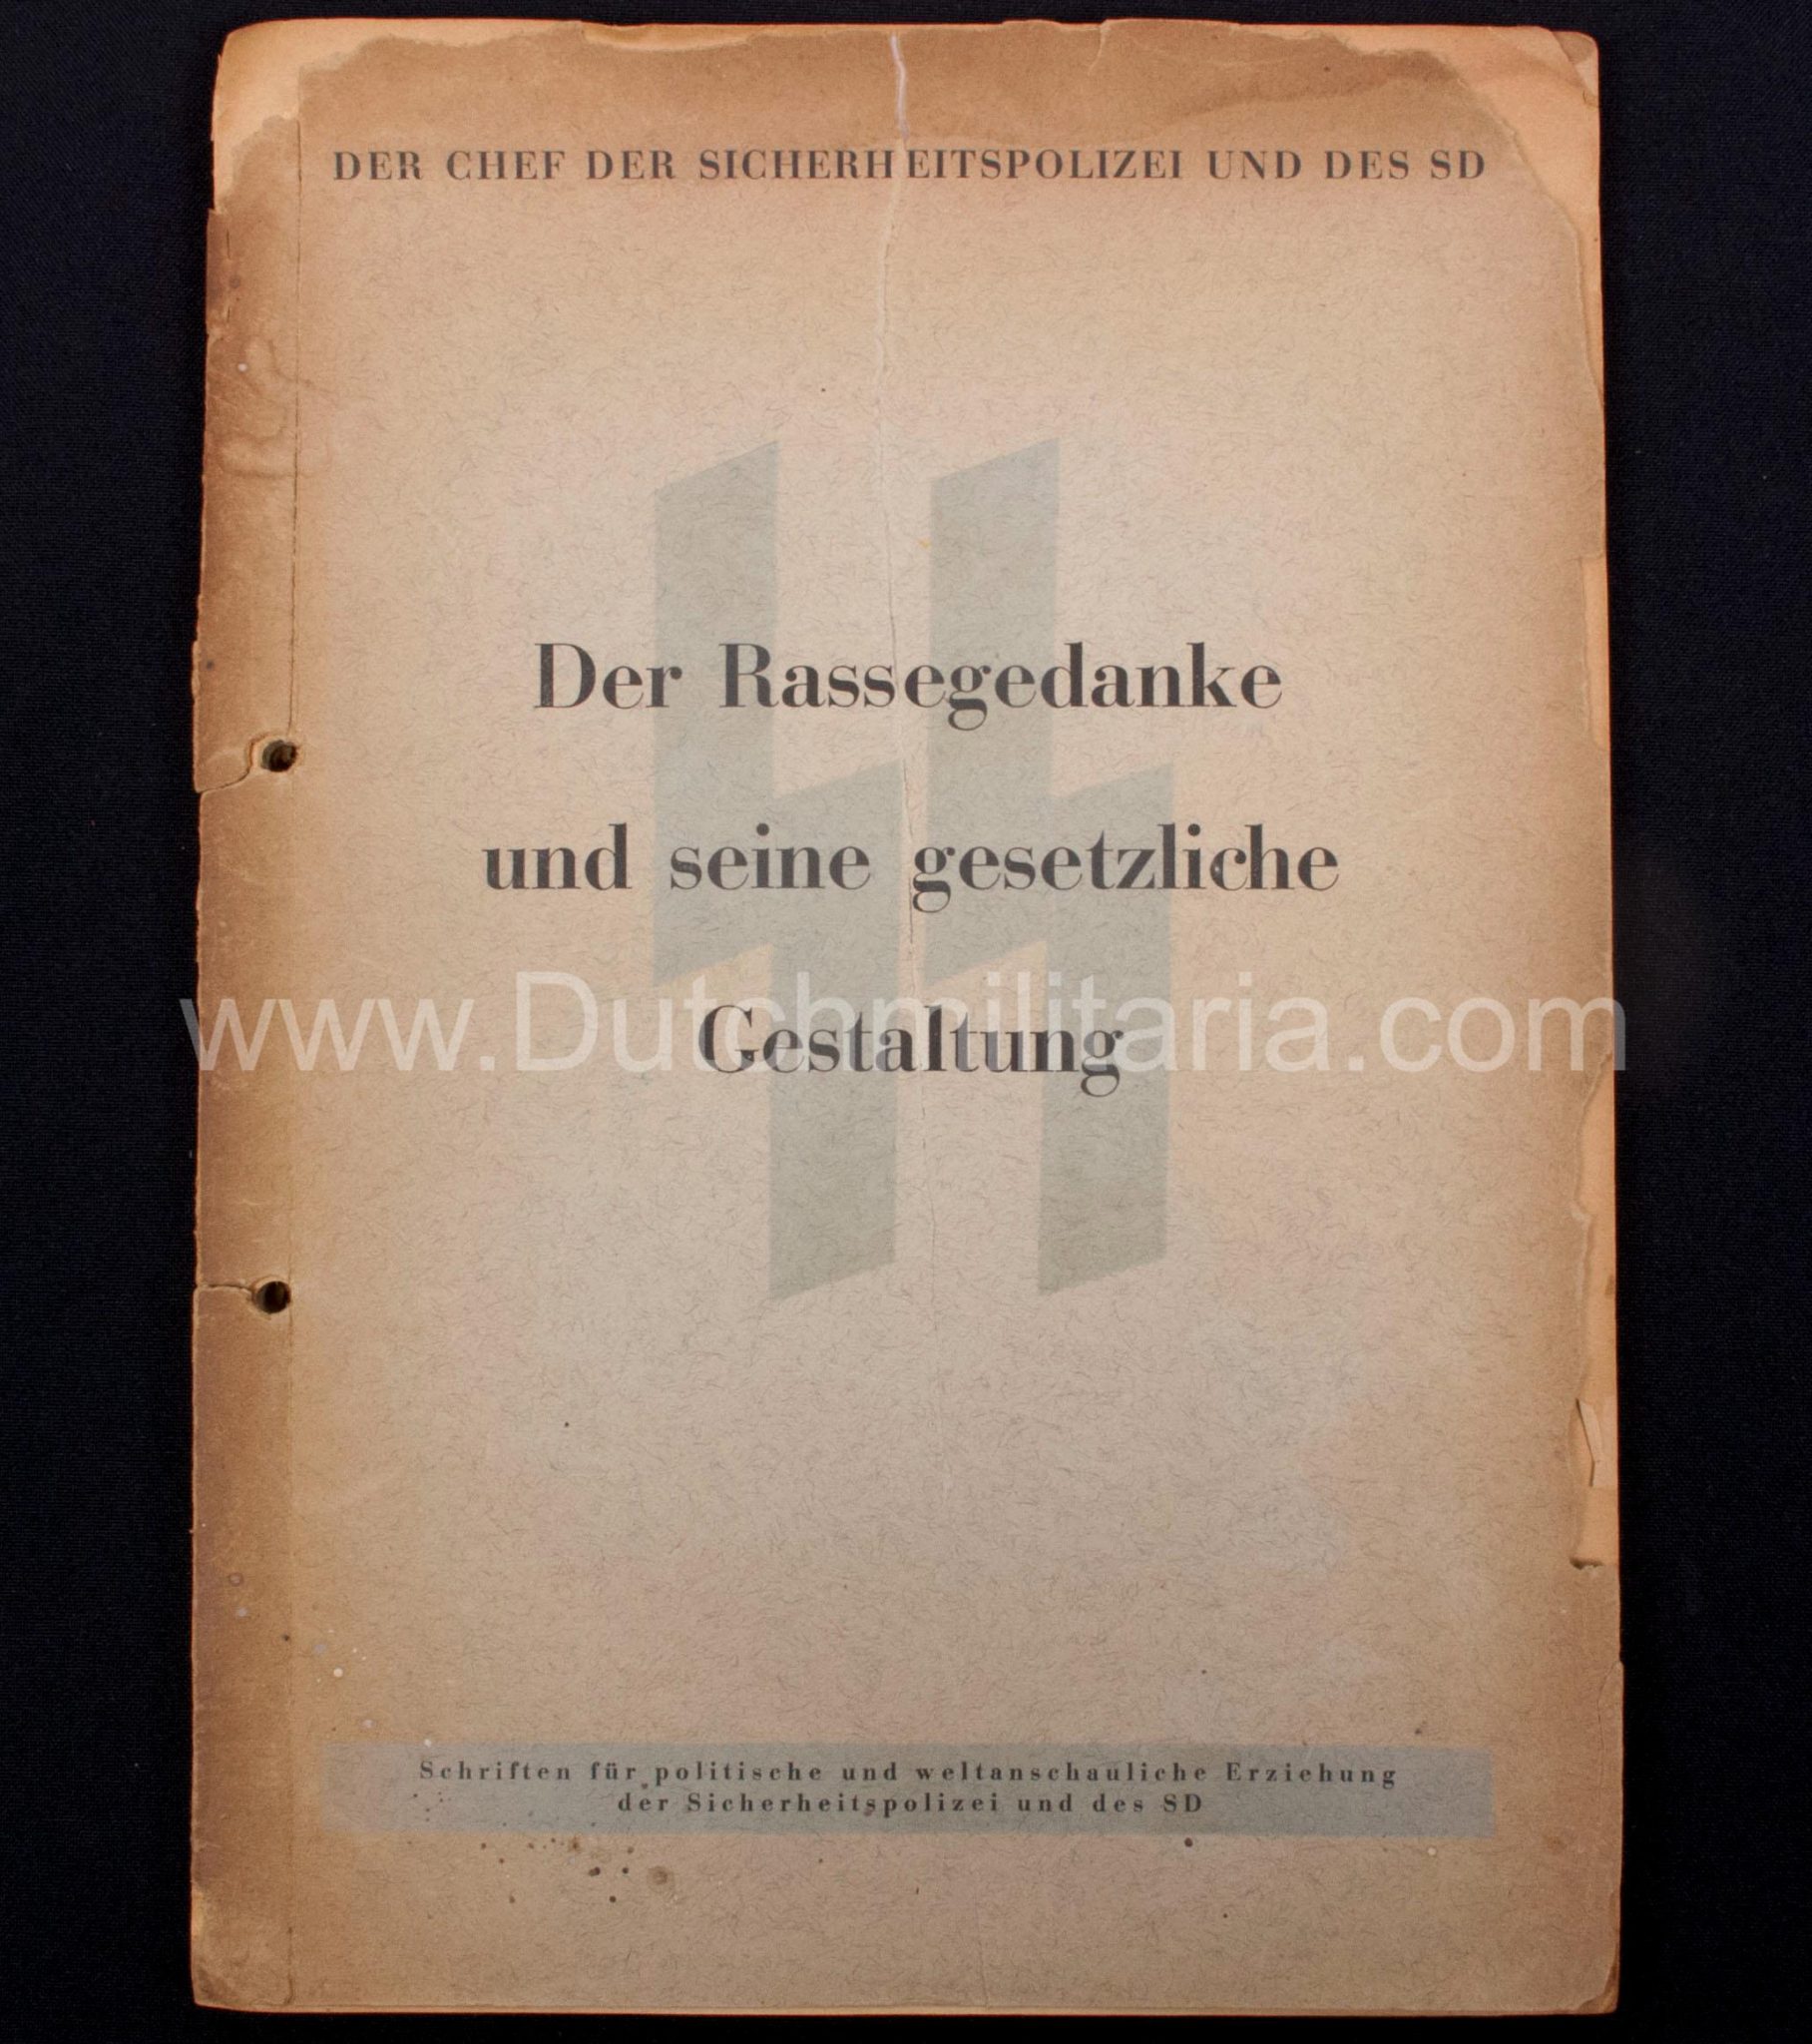 DER CHEF DER SICHERHEITSPOLIZEI UND DES SD
Der Rassegedanke
und seine gesetzliche
www.Dutchmilitaria.com
Gestaltung
Schriften für politische und weltanschauliche Erziehung
der Sicherheitspolizei und des SD